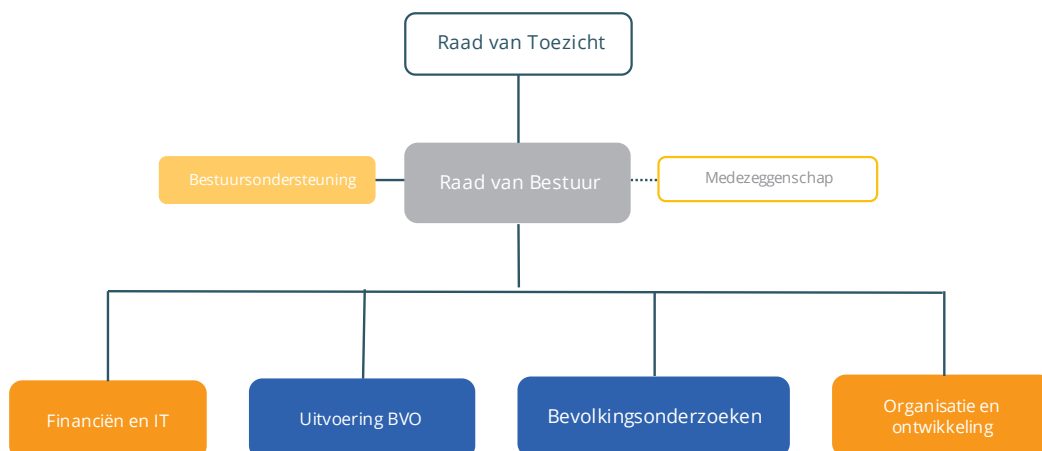 Raad van Toezicht
Bestuursondersteuning
Raad van Bestuur
Medezeggenschap
Financiën en IT
Uitvoering BVO
Bevolkingsonderzoeken
Organisatie en
ontwikkeling